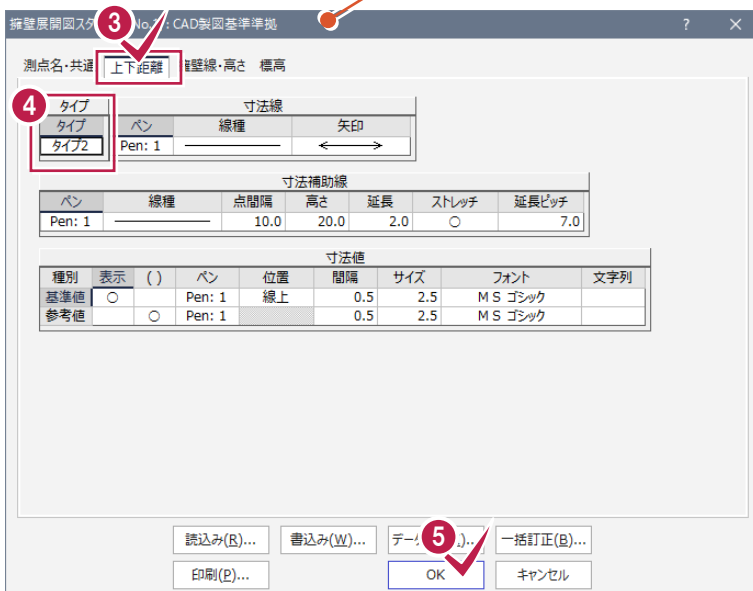 擁壁展開図スタ No.1 : CAD製図基準準拠 ? ×
3
測点名・共通 上下距離 擁壁線・高さ 標高
4
タイプ 寸法線
タイプ ペン 線種 矢印
タイプ2 Pen: 1
寸法補助線
ペン 線種 点間隔 高さ 延長 ストレッチ 延長ピッチ
Pen: 1 10.0 20.0 2.0 ○ 7.0
寸法値
種別 表示 ( ) ペン 位置 間隔 サイズ フォント 文字列
基準値 ○ Pen: 1 線上 0.5 2.5 ＭＳ ゴシック
参考値 ○ Pen: 1 0.5 2.5 ＭＳ ゴシック
読込み(R)... 書込み(W)... デー )... 一括訂正(B)...
5
印刷(P)... OK キャンセル